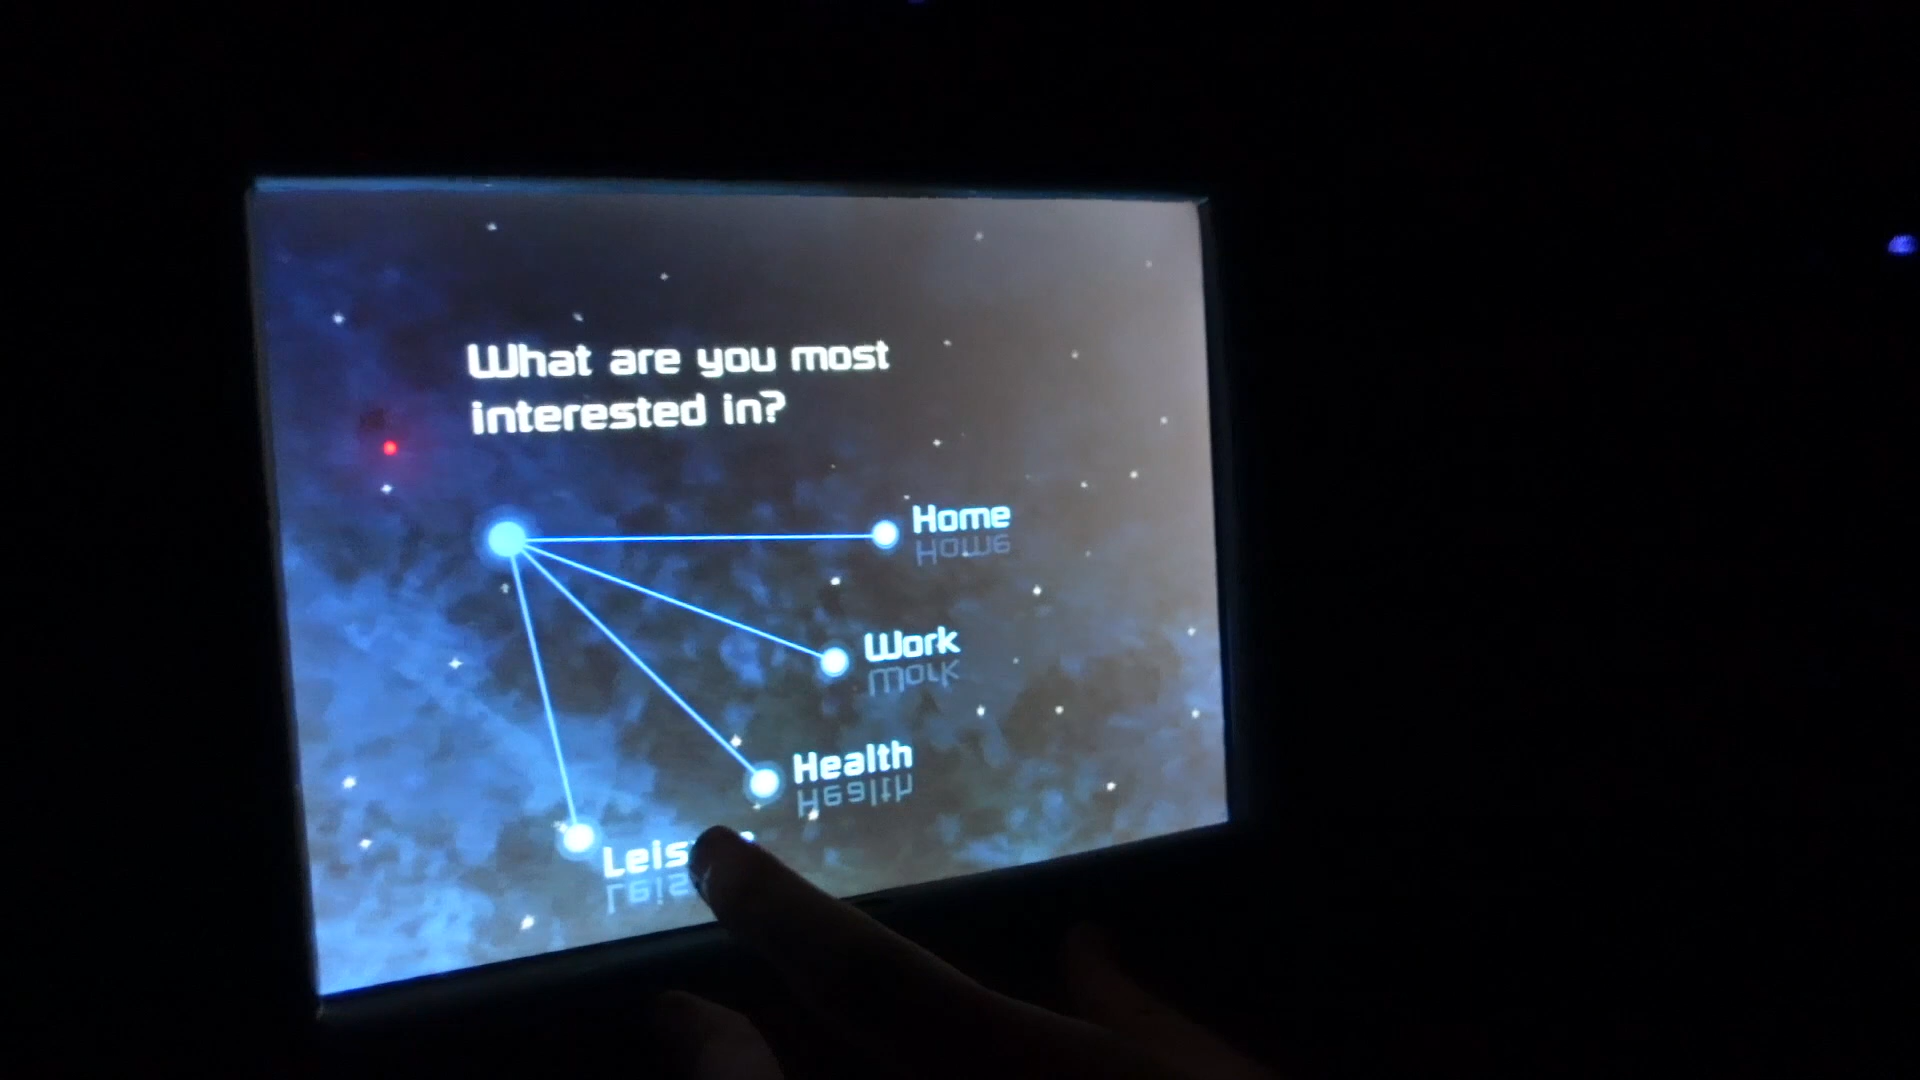 What are you most
interested in?
Home
Work
Health